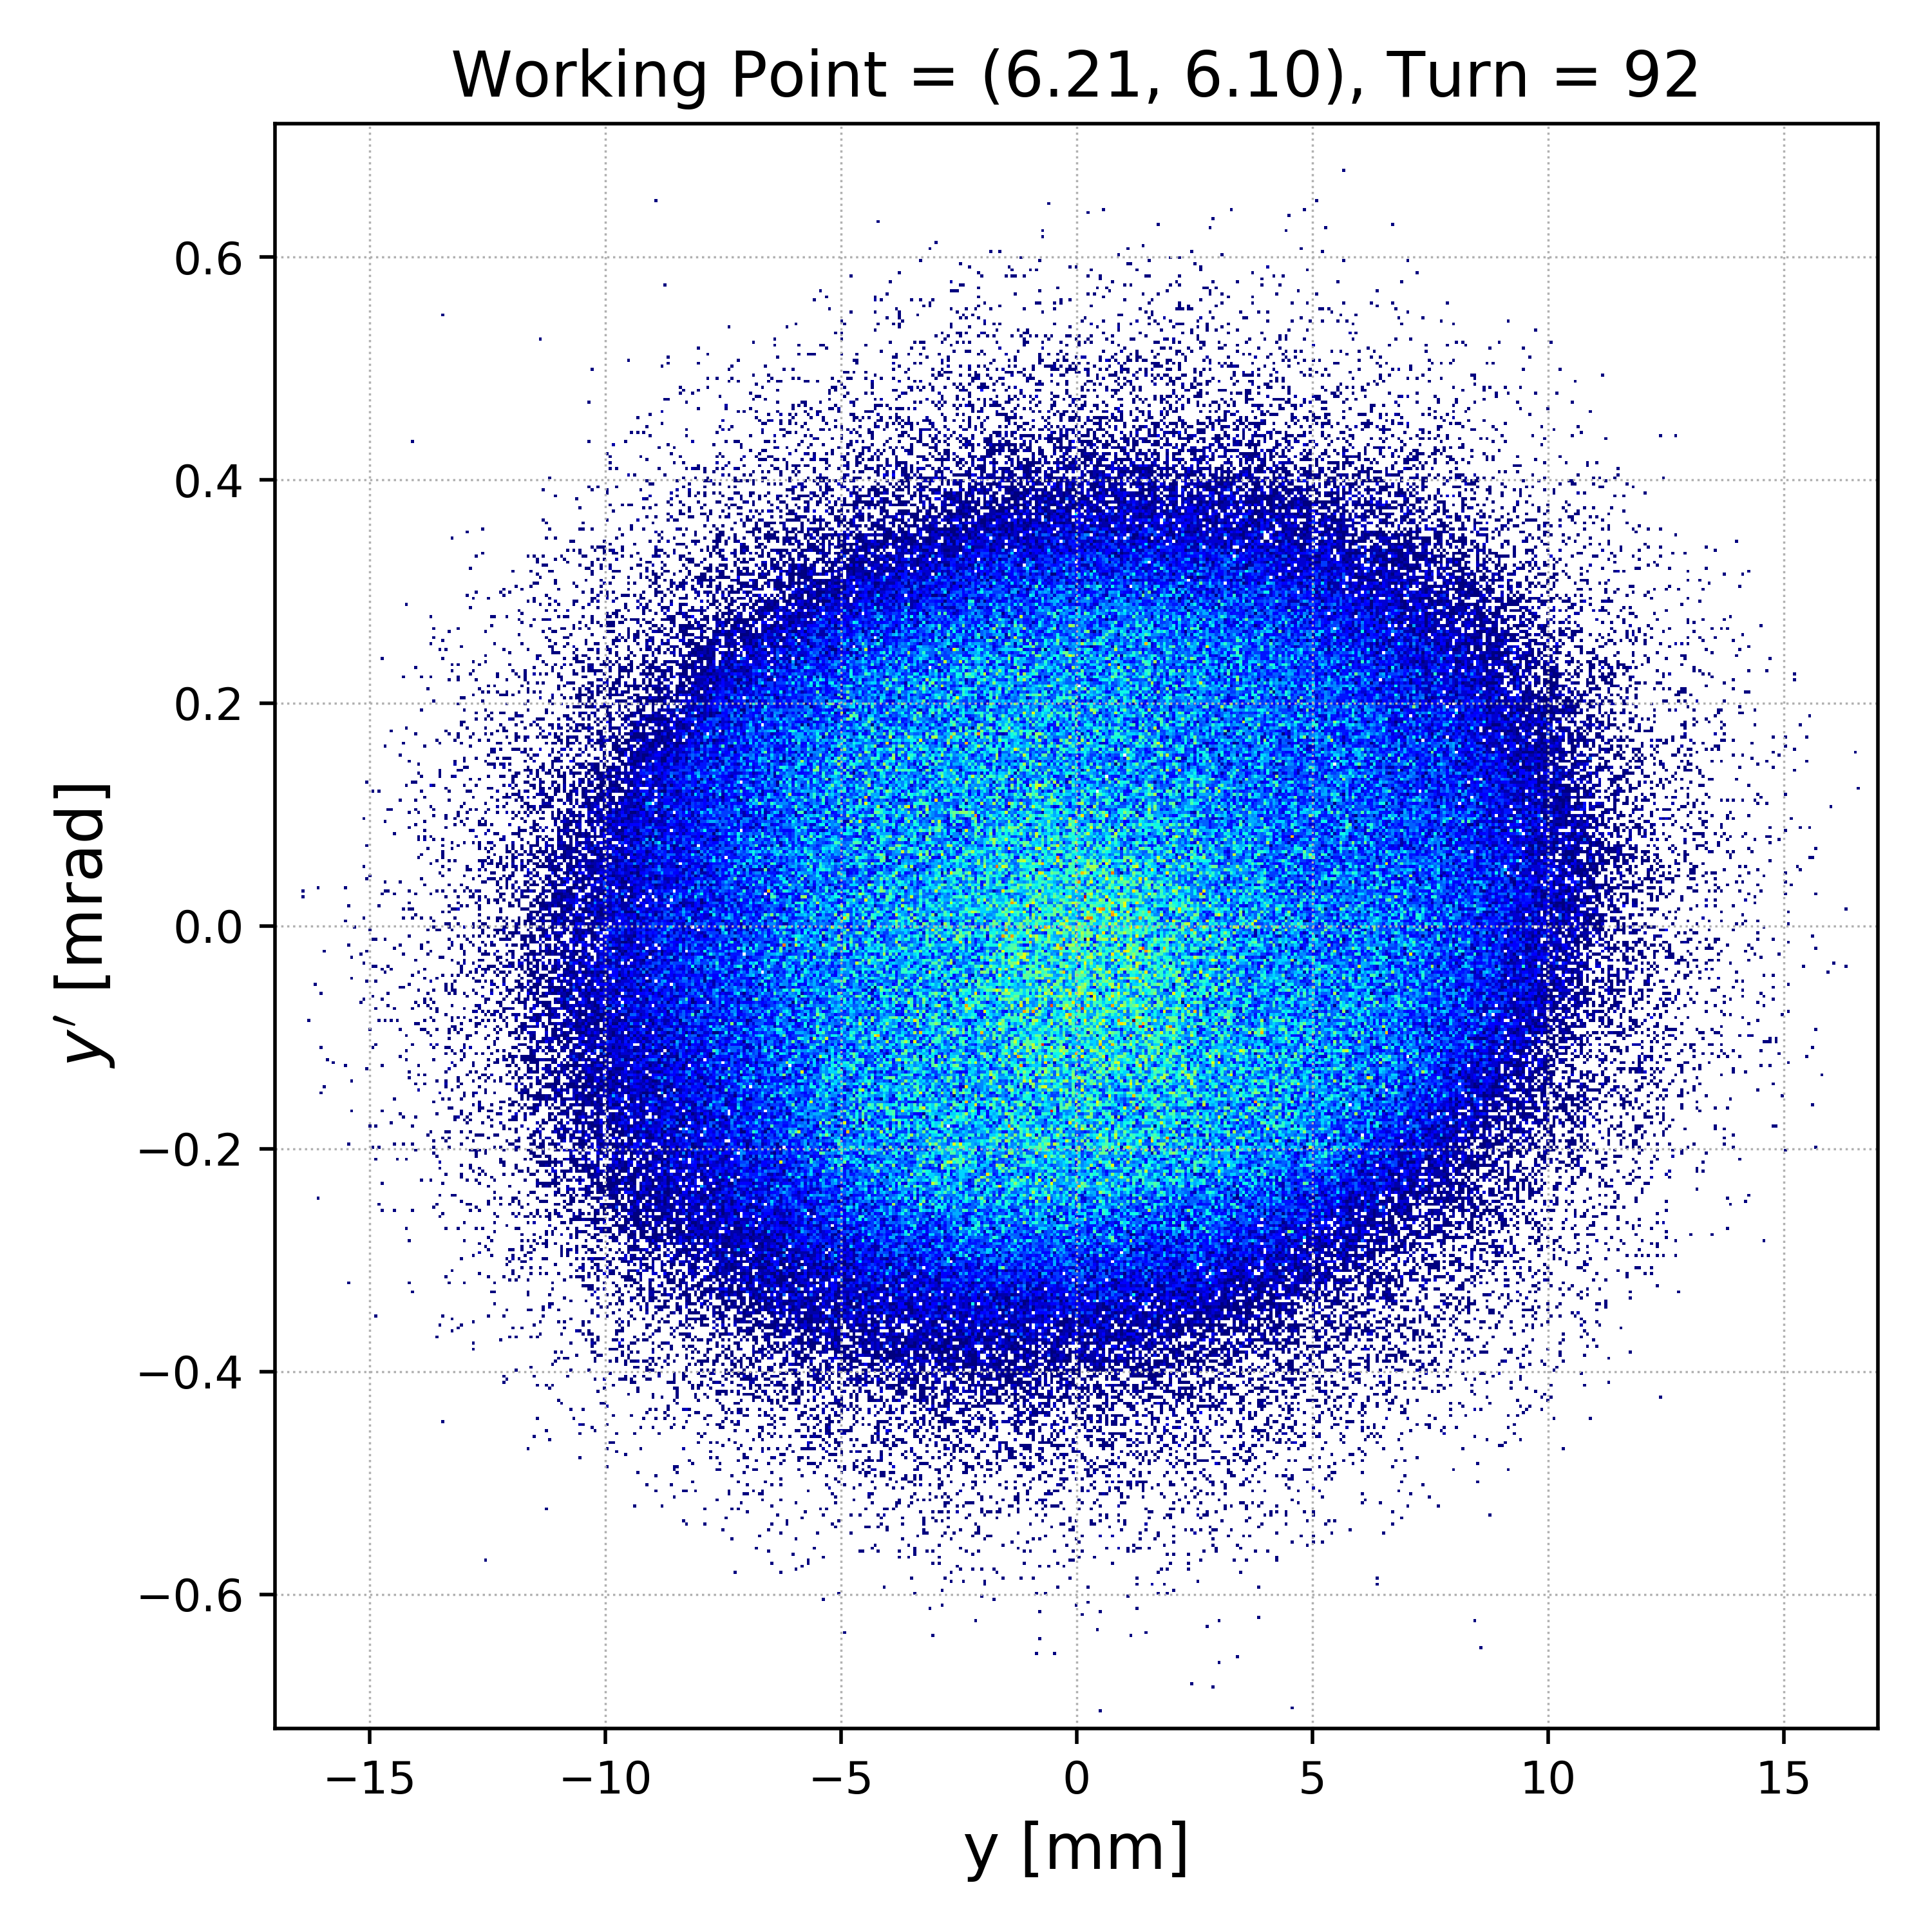 Working Point = (6.21, 6.10), Turn = 92
0.6
0.4
0.2
0.0
−0.2
−0.4
−0.6
y′ [mrad]
−15 −10 −5 0 5 10 15
y [mm]